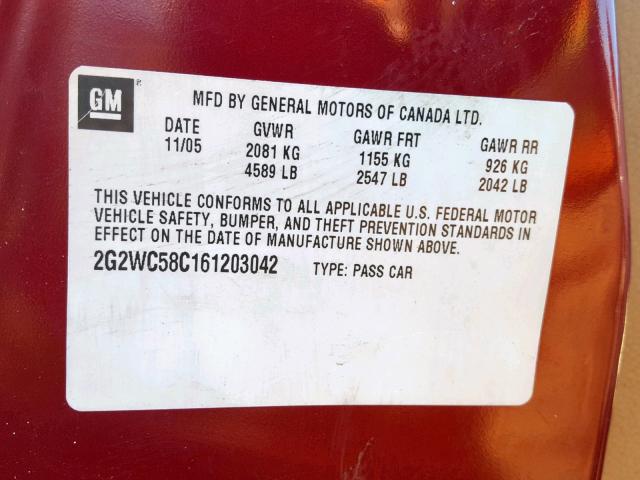 GM
MFD BY GENERAL MOTORS OF CANADA LTD.
DATE GVWR GAWR FRT GAWR RR
11/05 2081 KG 1155 KG 926 KG
4589 LB 2547 LB 2042 LB
THIS VEHICLE CONFORMS TO ALL APPLICABLE U.S. FEDERAL MOTOR
VEHICLE SAFETY, BUMPER, AND THEFT PREVENTION STANDARDS IN
EFFECT ON THE DATE OF MANUFACTURE SHOWN ABOVE.
2G2WC58C161203042 TYPE: PASS CAR